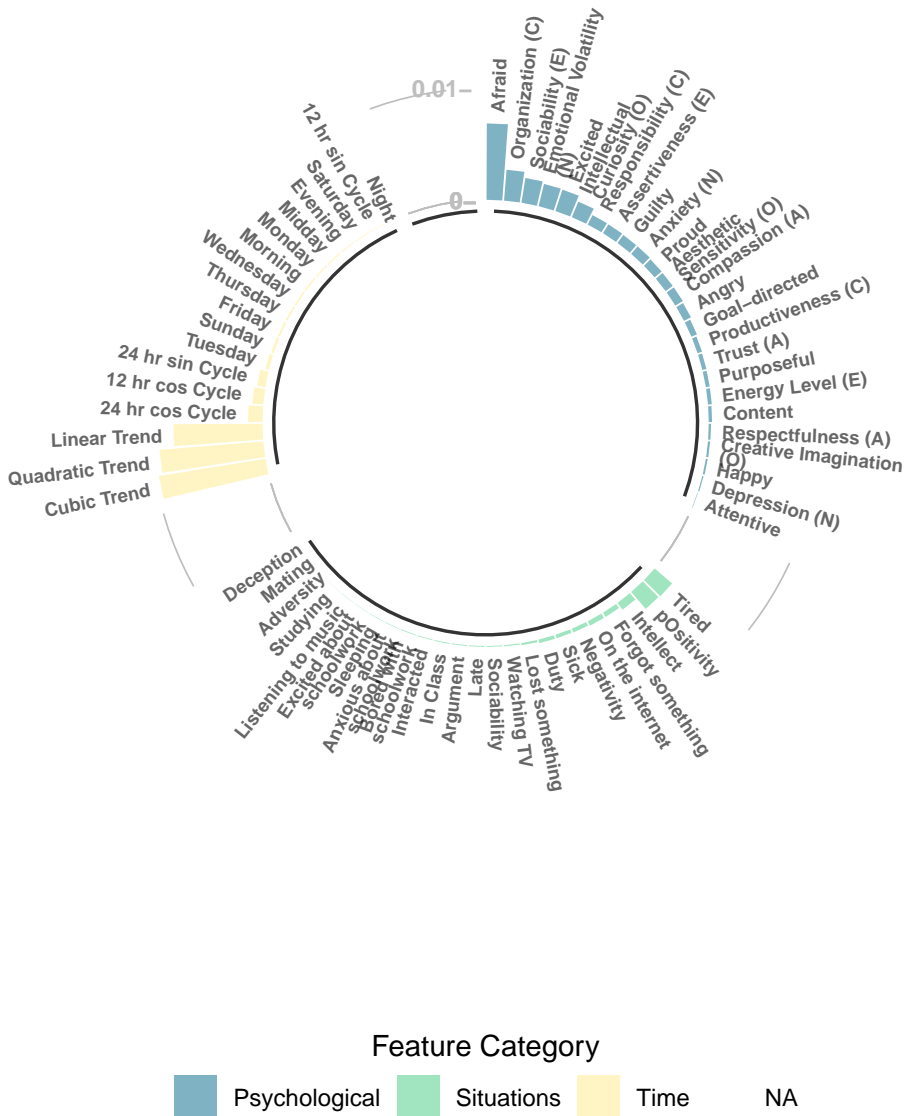 0.01
0
Afraid
Organization (C)
Sociability (E)
Emotional Volatility
(N)
Excited
Intellectual
Curiosity (O)
Responsibility (C)
Assertiveness (E)
Guilty
Anxiety (N)
Proud
Aesthetic
Sensitivity (O)
Compassion (A)
Angry
Goal−directed
Productiveness (C)
Trust (A)
Purposeful
Energy Level (E)
Content
Respectfulness (A)
Creative Imagination
(O)
Happy
Depression (N)
Attentive
Tired
pOsitivity
Intellect
Forgot something
On the internet
Negativity
Sick
Duty
Lost something
Watching TV
Sociability
Late
Argument
In Class
Interacted
Bored with
schoolwork
Anxious about
schoolwork
Sleeping
Excited about
schoolwork
Listening to music
Studying
Adversity
Mating
Deception
Cubic Trend
Quadratic Trend
Linear Trend
24 hr cos Cycle
12 hr cos Cycle
24 hr sin Cycle
Tuesday
Sunday
Friday
Thursday
Wednesday
Morning
Monday
Midday
Evening
Saturday
12 hr sin Cycle
Night
Feature Category
Psychological
Situations
Time
NA